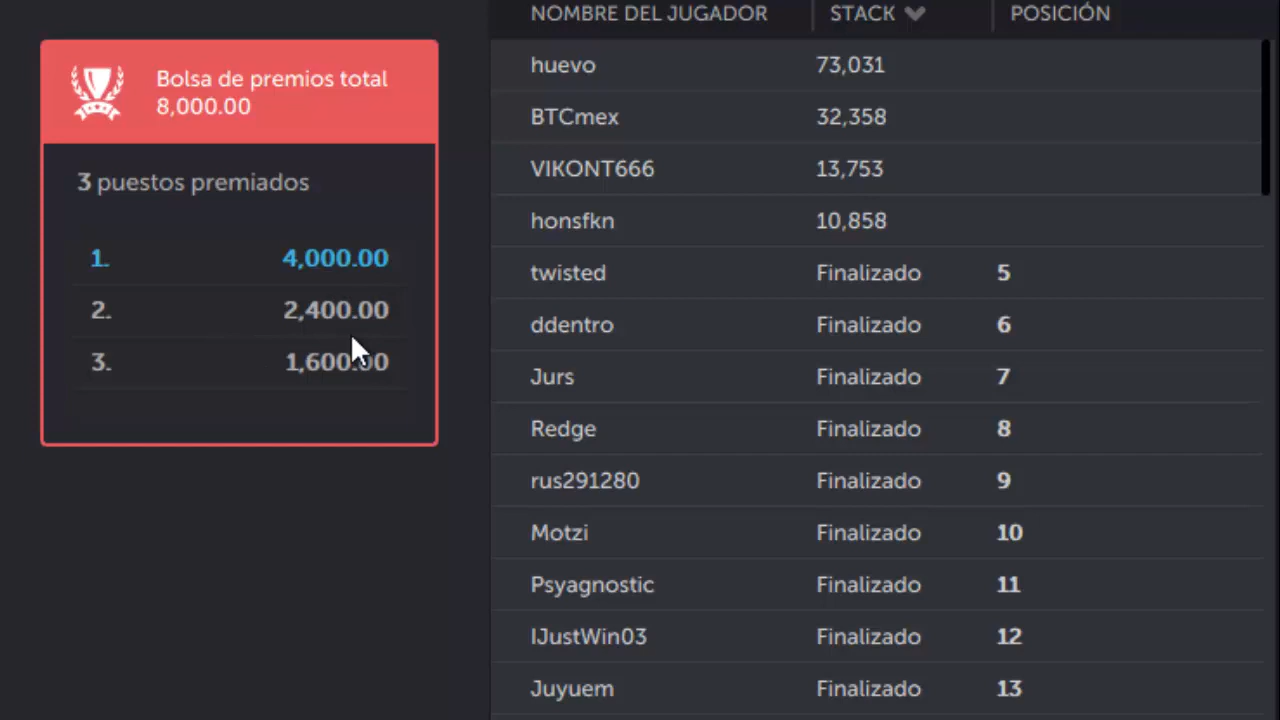 Bolsa de premios total
8,000.00
3 puestos premiados
1. 4,000.00
2. 2,400.00
3. 1,600.00
NOMBRE DEL JUGADOR STACK POSICIÓN
huevo 73,031
BTCmex 32,358
VIKONT666 13,753
honsfkn 10,858
twisted Finalizado 5
ddentro Finalizado 6
Jurs Finalizado 7
Redge Finalizado 8
rus291280 Finalizado 9
Motzi Finalizado 10
Psyagnostic Finalizado 11
IJustWin03 Finalizado 12
Juyuem Finalizado 13